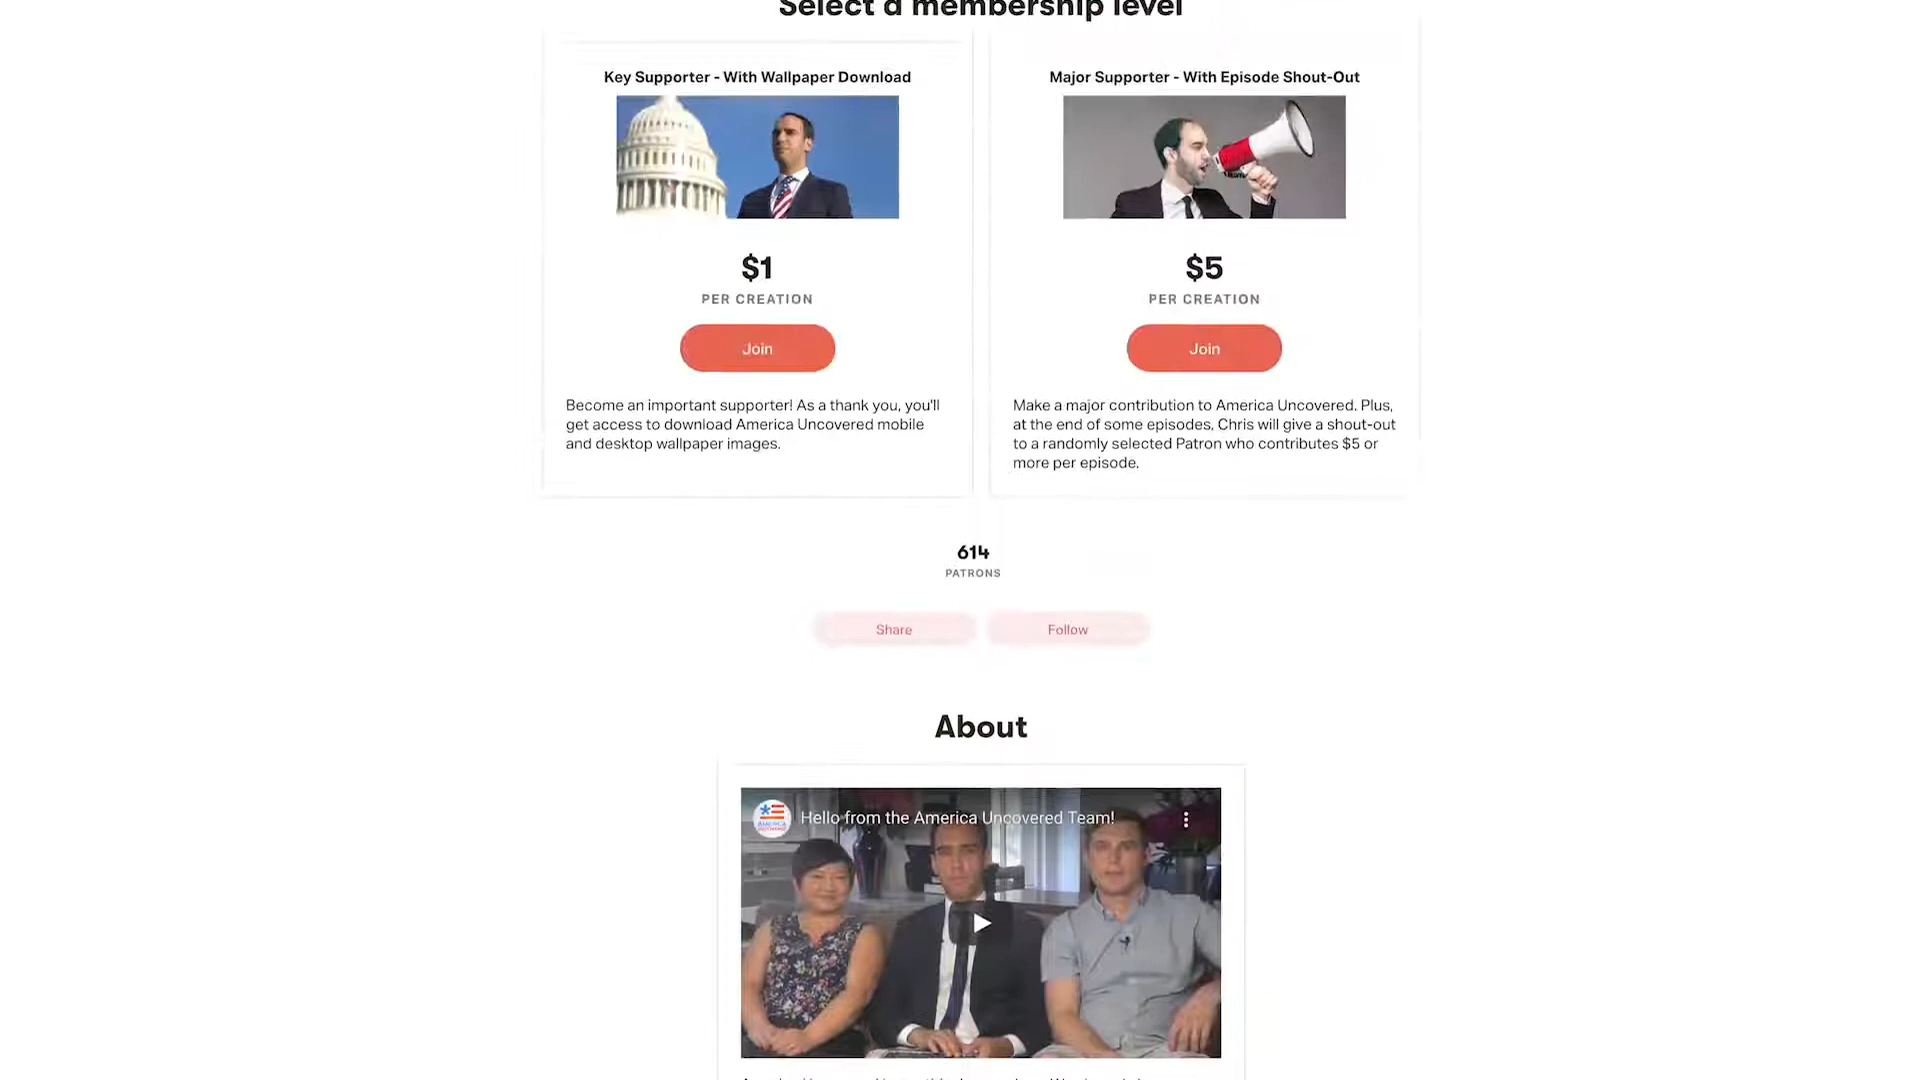 Select a membership level
Key Supporter - With Wallpaper Download
Major Supporter - With Episode Shout-Out
$1
PER CREATION
Join
Become an important supporter! As a thank you, you'll
get access to download America Uncovered mobile
and desktop wallpaper images.
$5
PER CREATION
Join
Make a major contribution to America Uncovered. Plus,
at the end of some episodes, Chris will give a shout-out
to a randomly selected Patron who contributes $5 or
more per episode.
614
PATRONS
Share
Follow
About
Hello from the America Uncovered Team!